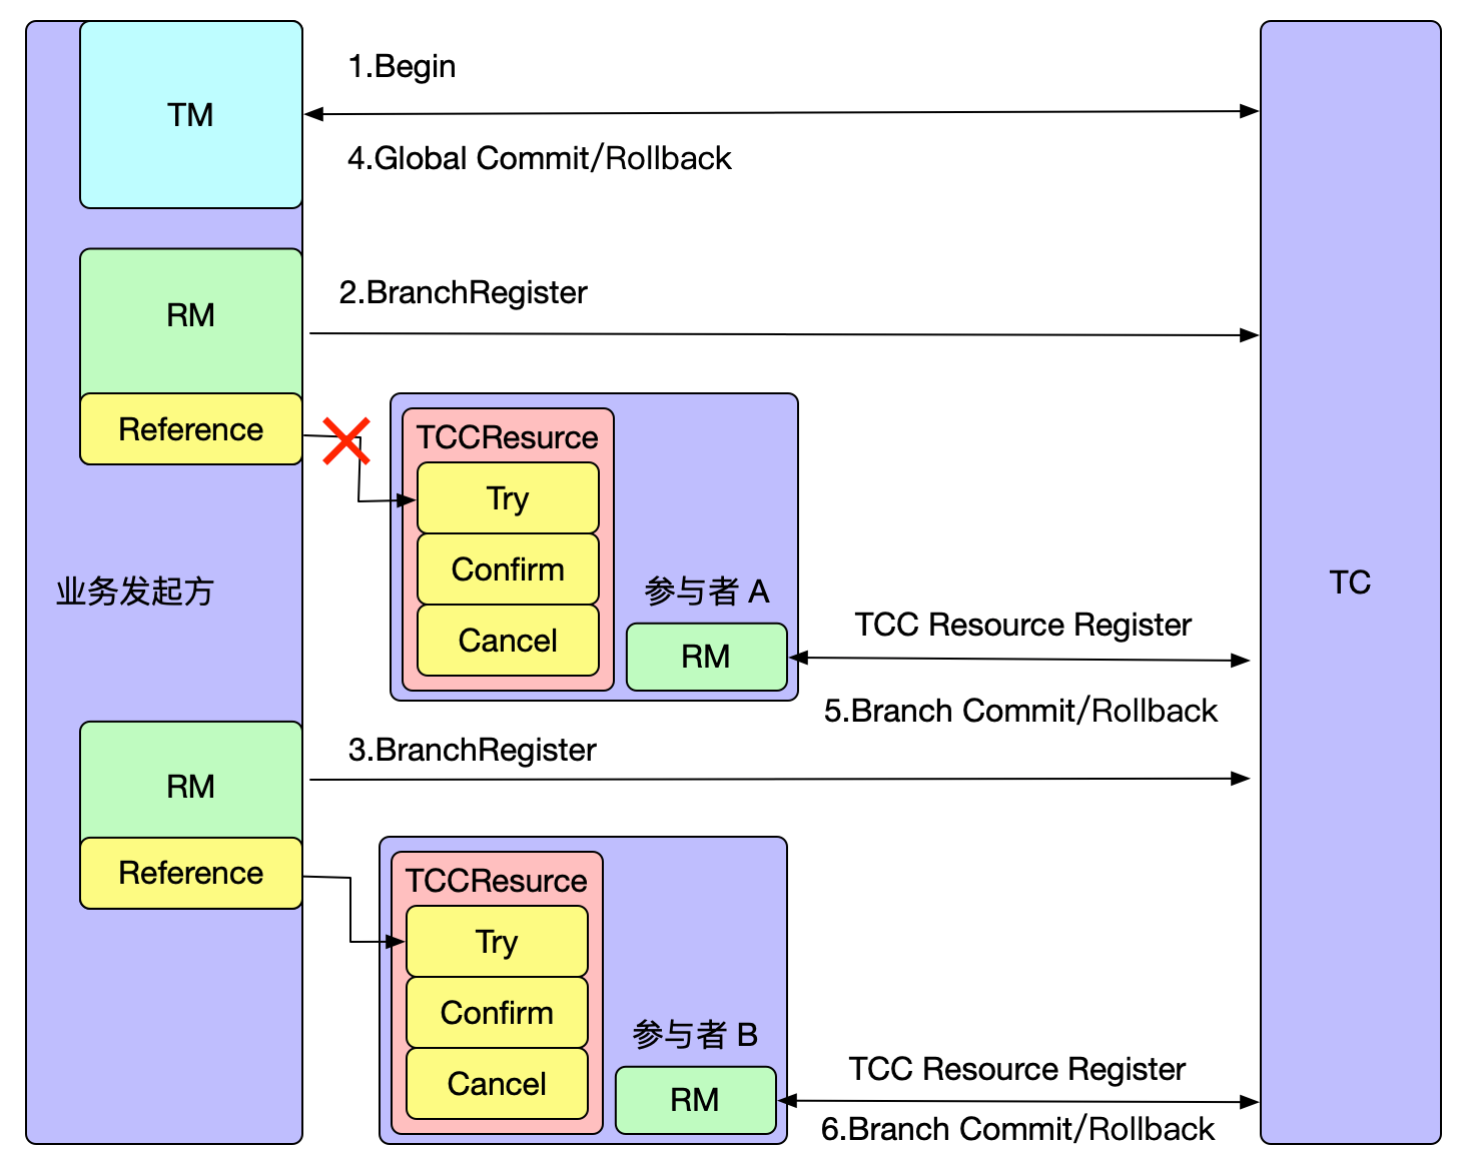 TM
1.Begin
4.Global Commit/Rollback
RM
2.BranchRegister
Reference
TCCResurce
Try
Confirm
Cancel
参与者 A
RM
业务发起方
TC
TCC Resource Register
5.Branch Commit/Rollback
RM
3.BranchRegister
Reference
TCCResurce
Try
Confirm
Cancel
参与者 B
RM
TCC Resource Register
6.Branch Commit/Rollback